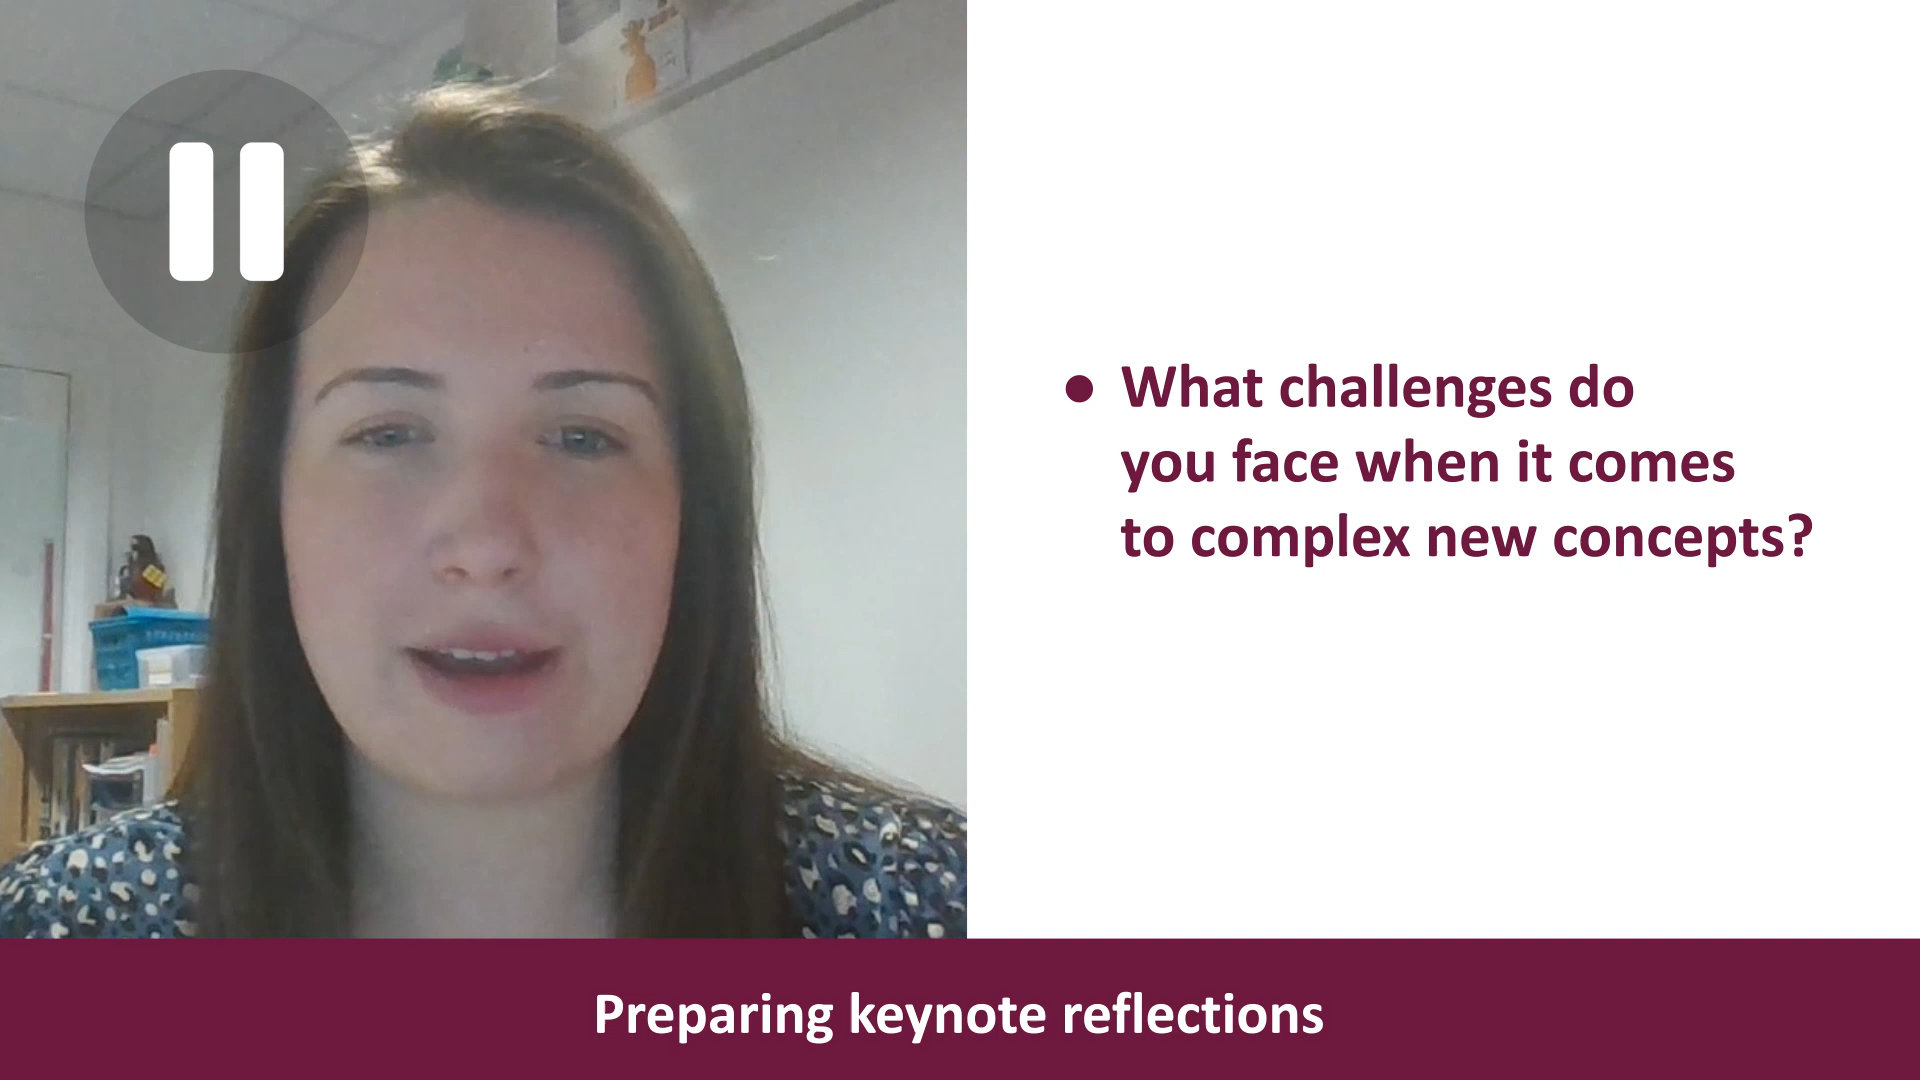 ● What challenges do
you face when it comes
to complex new concepts?
Preparing keynote reflections